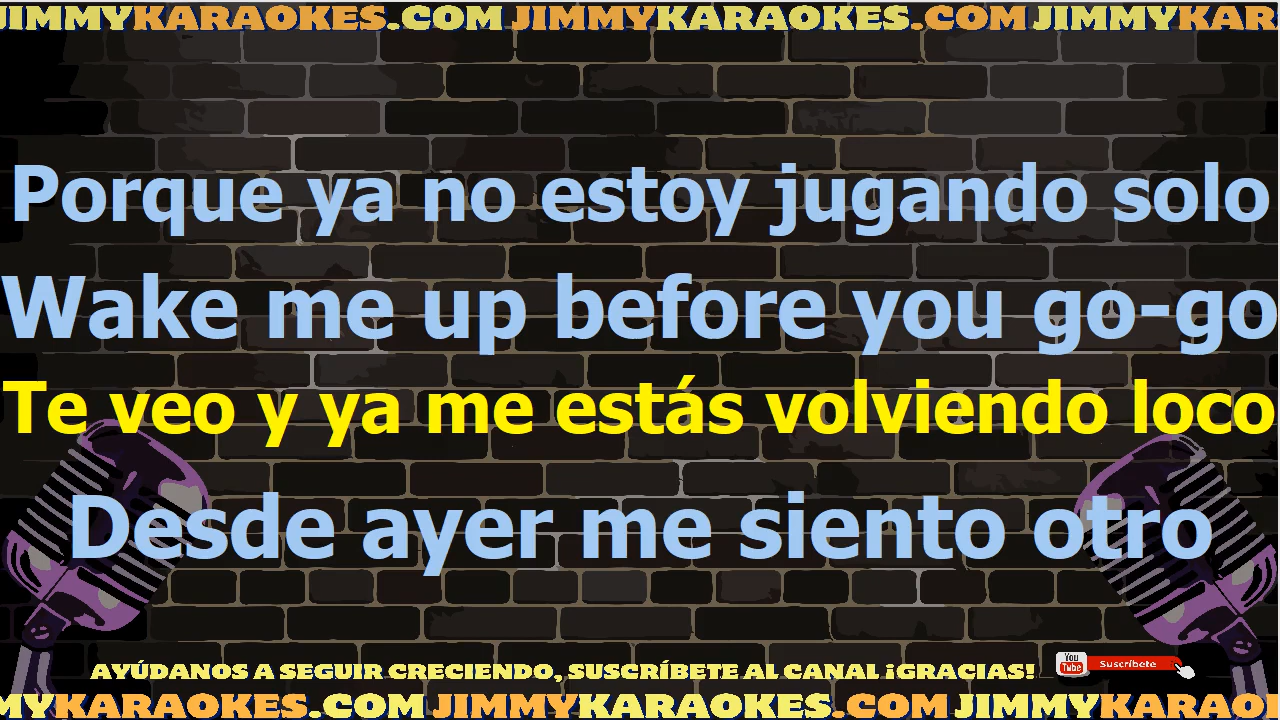 JIMMYKARAOKES.COM JIMMYKARAOKES.COM JIMMYKAR
Porque ya no estoy jugando solo
Wake me up before you go-go
Te veo y ya me estás volviendo loco
Desde ayer me siento otro
AYÚDANOS A SEGUIR CRECIENDO, SUSCRÍBETE AL CANAL ¡GRACIAS!
You Tube Suscríbete
MYKARAOKES.COM JIMMYKARAOKES.COM JIMMYKARAOI